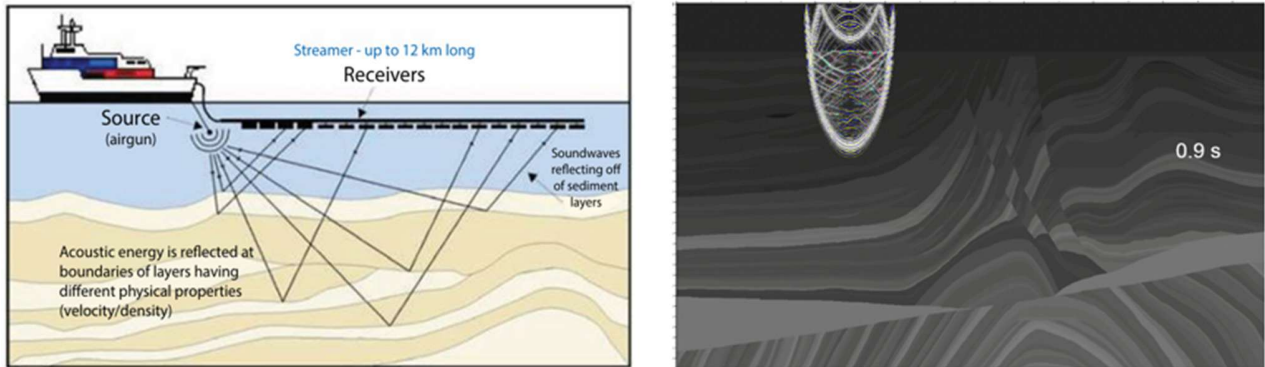 Streamer - up to 12 km long
Receivers
Source
(airgun)
Soundwaves
reflecting off
of sediment
layers
Acoustic energy is reflected at
boundaries of layers having
different physical properties
(velocity/density)
0.9 s